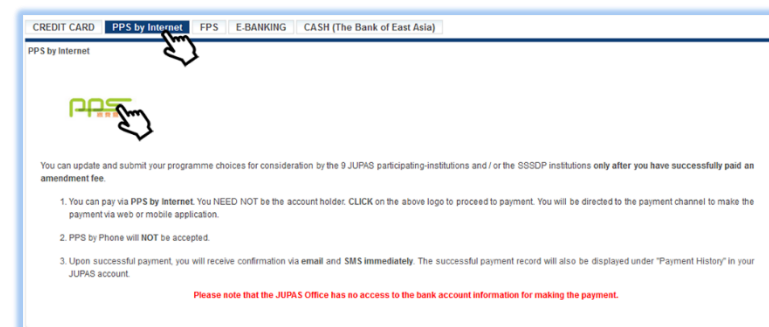 CREDIT CARD PPS by Internet FPS E-BANKING CASH (The Bank of East Asia)
PPS by Internet
pps
You can update and submit your programme choices for consideration by the 9 JUPAS participating-institutions and / or the SSSDP institutions only after you have successfully paid an
amendment fee.
1. You can pay via PPS by Internet. You NEED NOT be the account holder. CLICK on the above logo to proceed to payment. You will be directed to the payment channel to make the
payment via web or mobile application.
2. PPS by Phone will NOT be accepted.
3. Upon successful payment, you will receive confirmation via email and SMS immediately. The successful payment record will also be displayed under "Payment History" in your
JUPAS account.
Please note that the JUPAS Office has no access to the bank account information for making the payment.